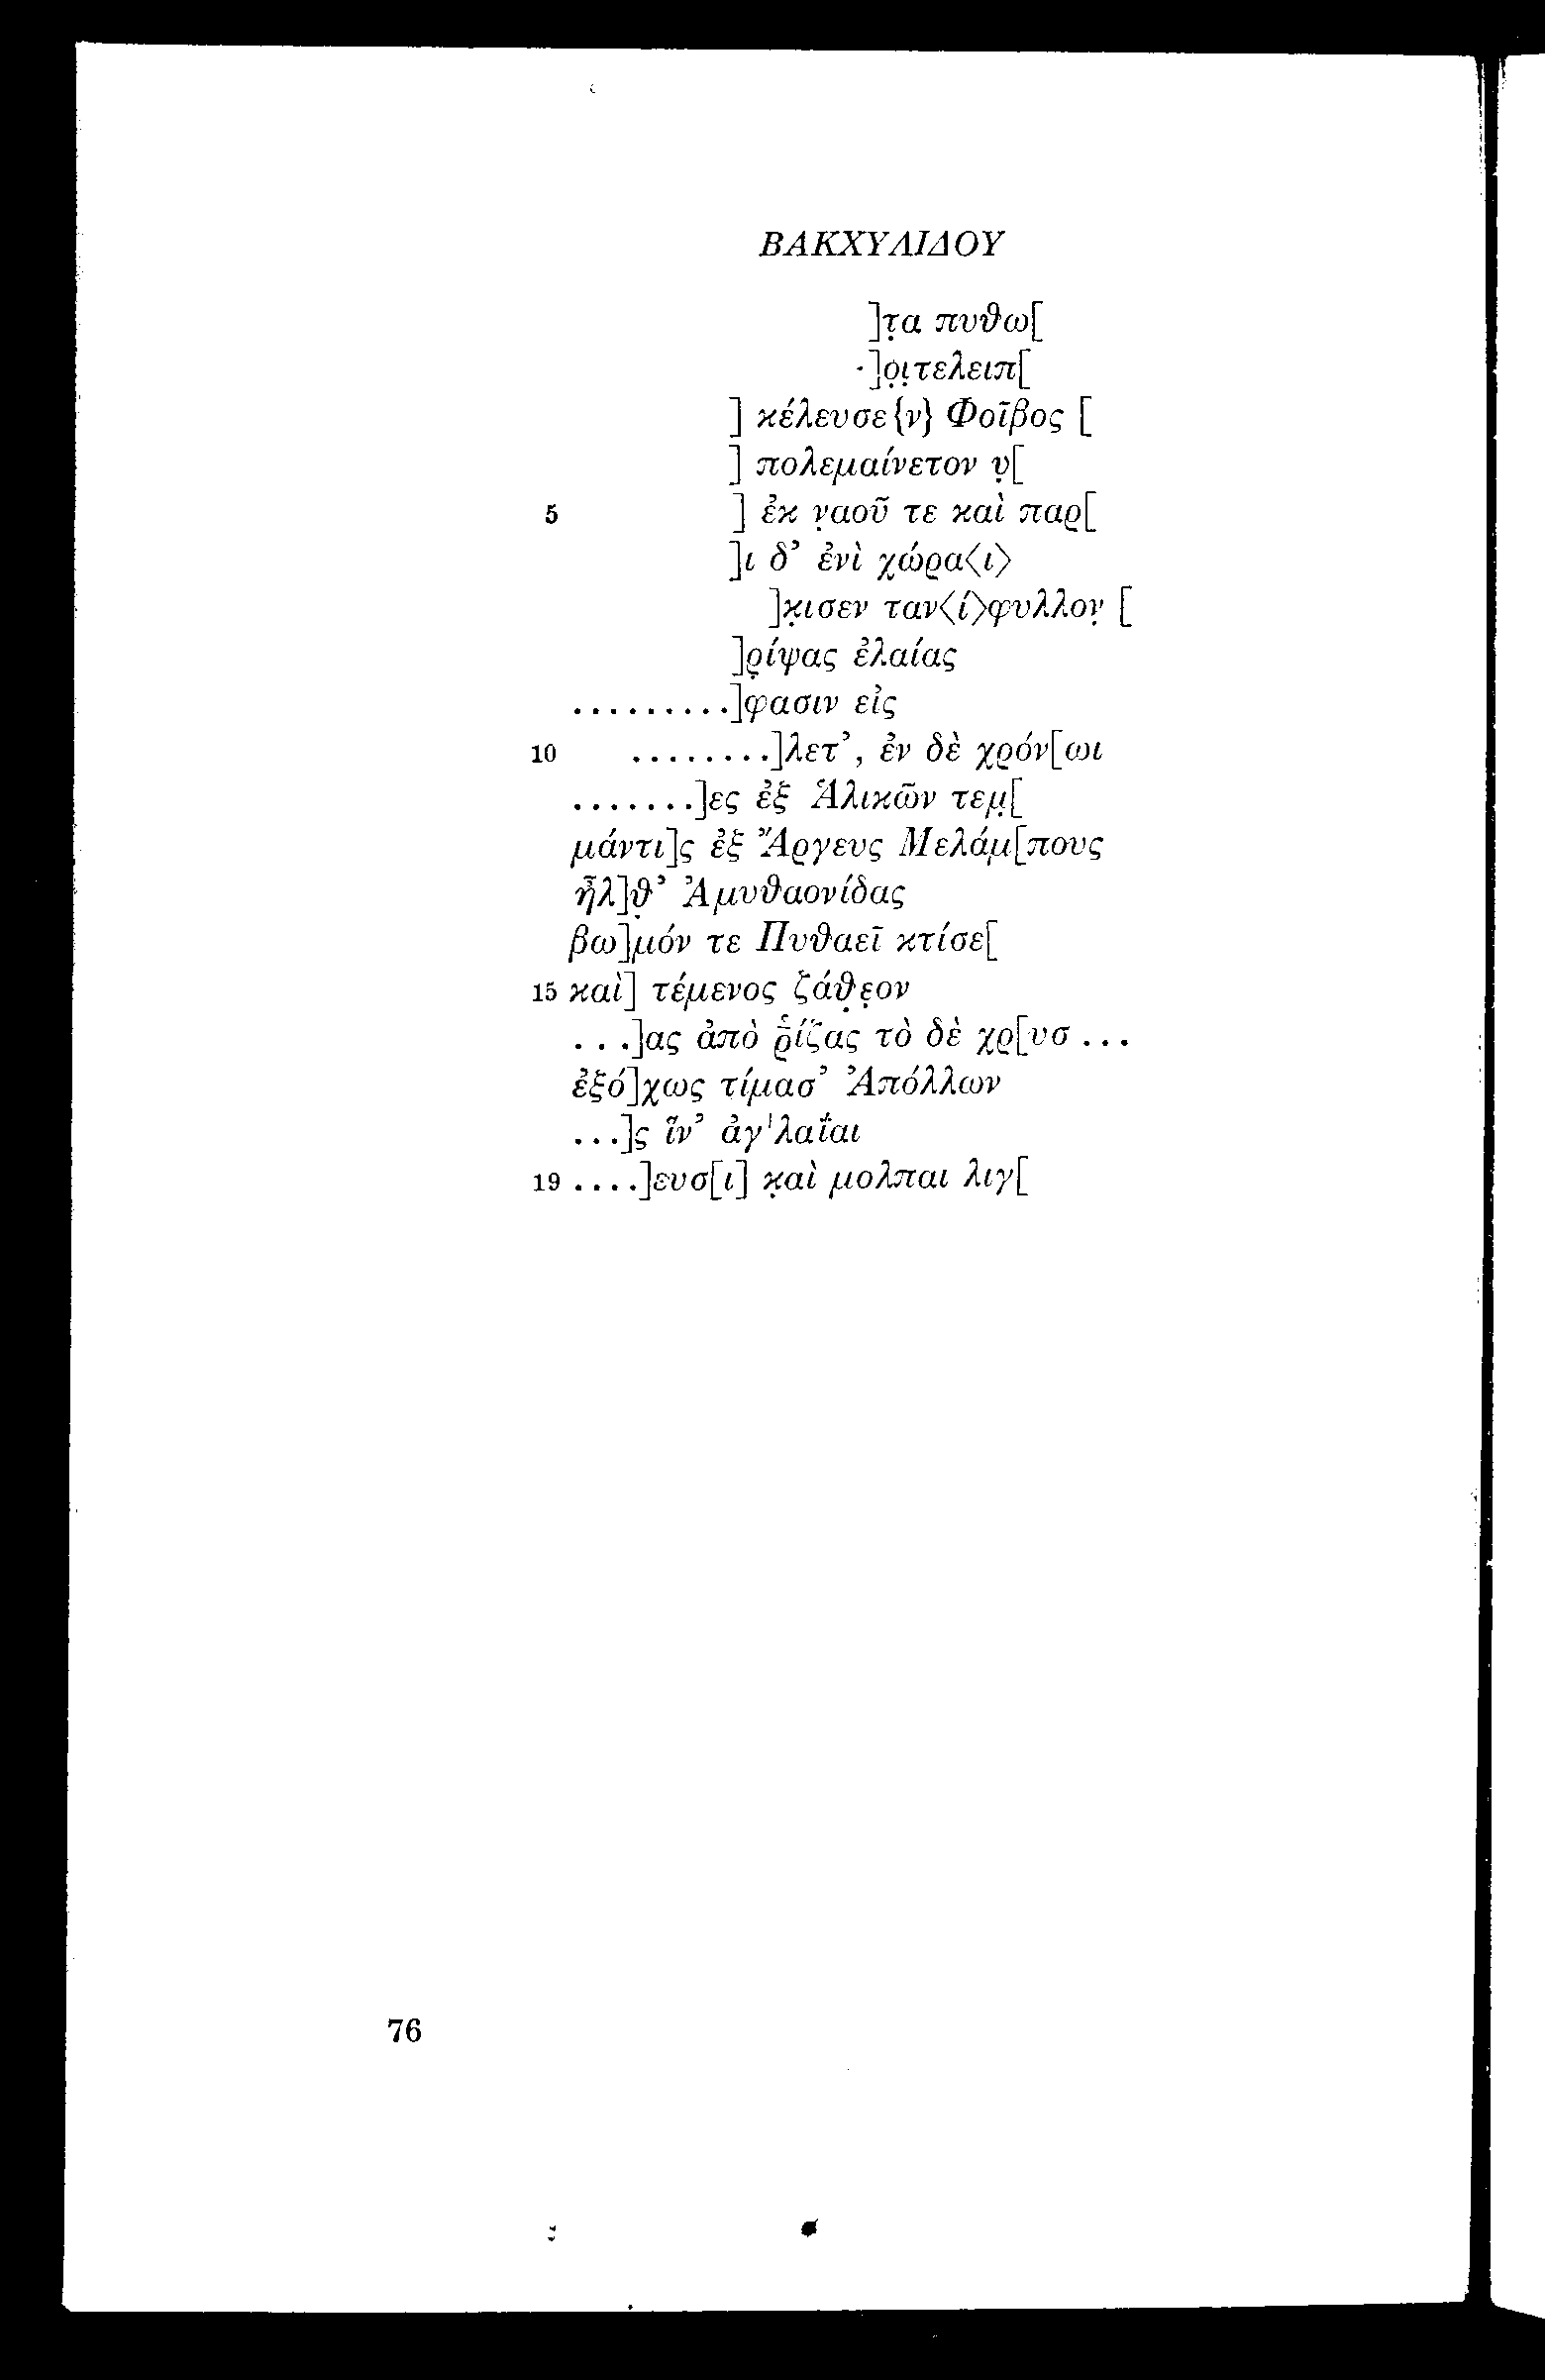 ΒΑΚΧΥΛΙΔΟΥ
]τ̣α πυθω[
·]ο̣ι̣τελειπ[
] κέλευσε{ν} Φοῖβος [
] πολεμαίνετον υ̣[
5 ] ἐκ ν̣αοῦ τε καὶ παρ[
]ι δ’ ἐνὶ χώρα⟨ι⟩
]κ̣ισεν ταν⟨ί⟩φυλλον̣ [
]ρ̣ίψας ἐλαίας
.........]φασιν εἰς
10 ........]λετ’, ἐν δὲ χρόν[ωι
.......]ες ἐξ Ἁλικῶν τεμ̣[
μάντι]ς ἐξ Ἄργευς Μελάμ[πους
ἦλ]θ̣’ Ἀμυθαονίδας
βω]μόν τε Πυθαεῖ κτίσε[
15 καὶ] τέμενος ζάθ̣ε̣ον
...]ας ἀπὸ ῥ̣ίζας τὸ δὲ χρ[υσ ...
ἐξό]χως τίμασ’ Ἀπόλλων
...]ς ἵν’ ἀγ'λαΐαι
19 ....]ευσ[ι] κ̣αὶ μολπαι λιγ[
76